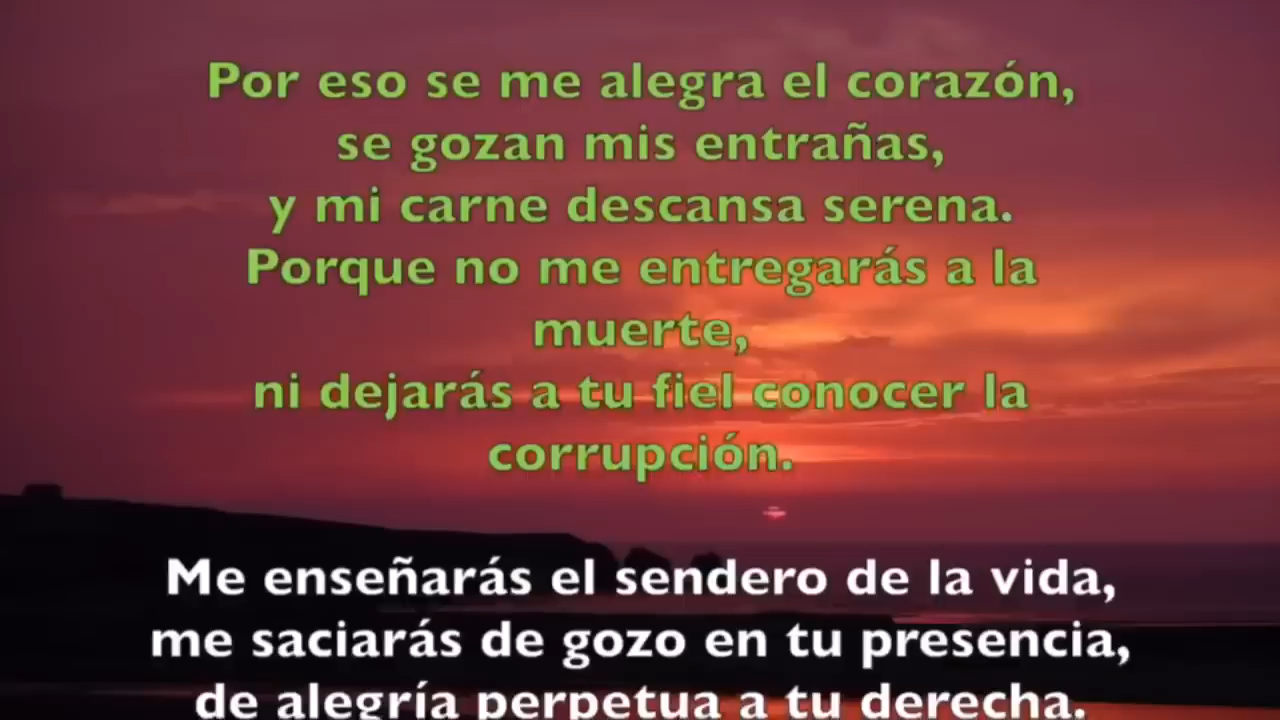 Por eso se me alegra el corazón,
se gozan mis entrañas,
y mi carne descansa serena.
Porque no me entregarás a la
muerte,
ni dejarás a tu fiel conocer la
corrupción.
Me enseñarás el sendero de la vida,
me saciarás de gozo en tu presencia,
de alegría perpetua a tu derecha.